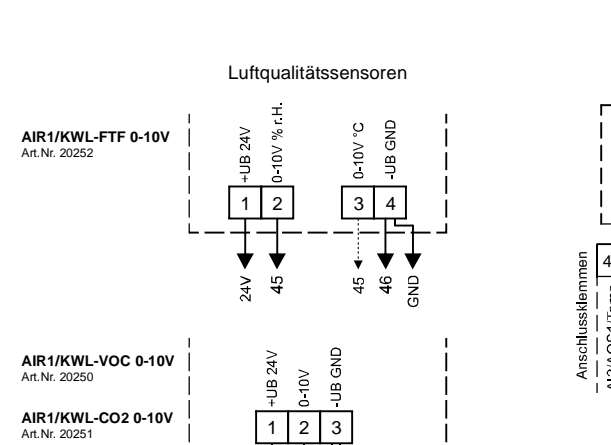 Luftqualitätssensoren
AIR1/KWL-FTF 0-10V
Art.Nr. 20252
+UB 24V
0-10V % r.H.
0-10V °C
-UB GND
1 2 3 4
24V
45
45
46
GND
AIR1/KWL-VOC 0-10V
Art.Nr. 20250
AIR1/KWL-CO2 0-10V
Art.Nr. 20251
+UB 24V
0-10V
-UB GND
1 2 3
Anschlussklemmen
4